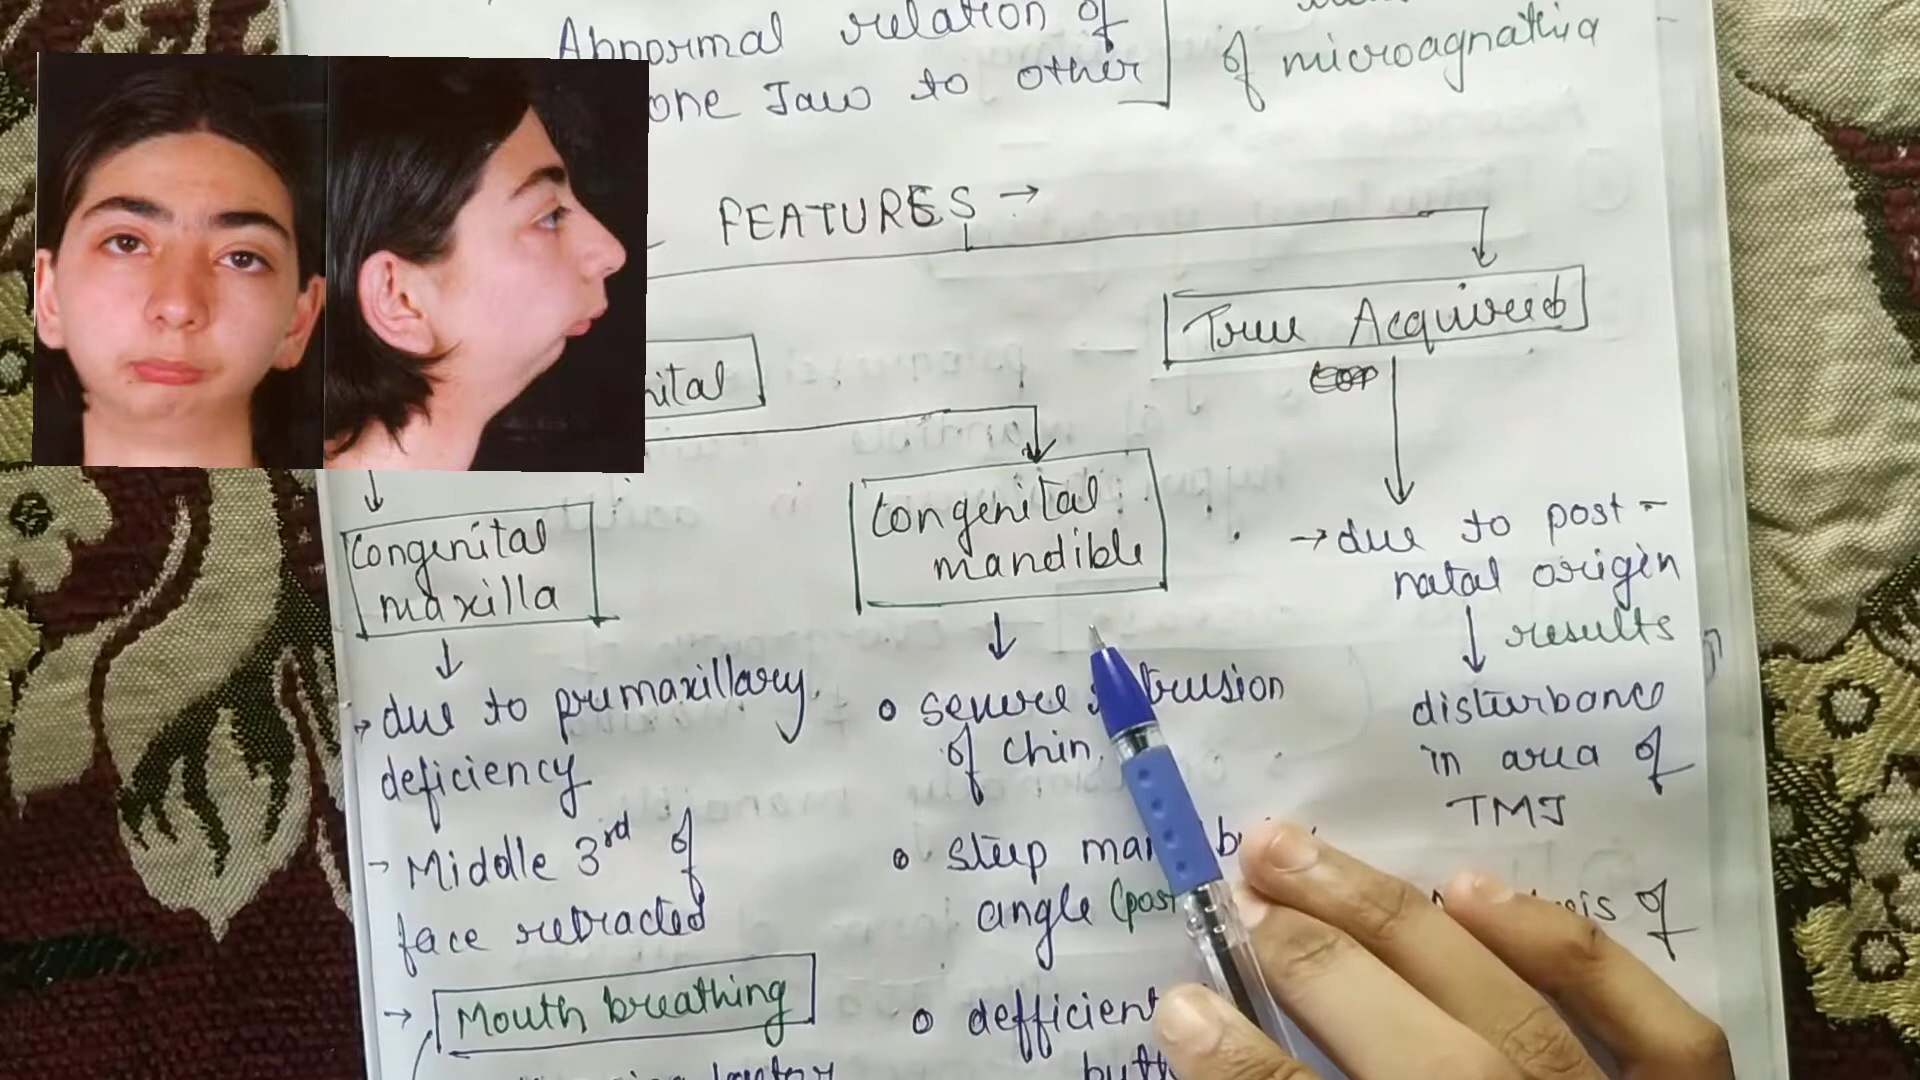 Abnormal relation of
one Jaw to other
of microagnathia
FEATURES →
True Acquired
Congenital
maxilla
→ due to premaxillary
deficiency
→ Middle 3rd of
face retracted
→ Mouth breathing
Congenital
mandible
severe
of chin
steep
angle
defficient
→ due to post-
natal origin
results
disturbance
in area of
TMJ
of